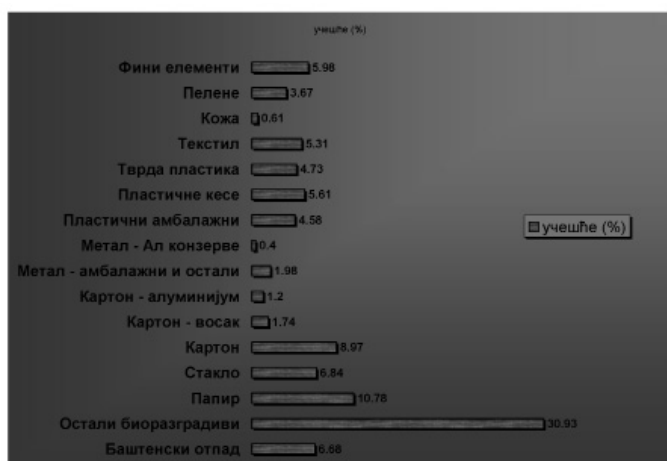 учешће (%)
Фини елементи 5.98
Пелене 3.67
Кожа 0.61
Текстил 5.31
Тврда пластика 4.73
Пластичне кесе 5.61
Пластични амбалажни 4.58
учешће (%)
Метал - Ал конзерве 0.4
Метал - амбалажни и остали 1.98
Картон - алуминијум 1.2
Картон - восак 1.74
Картон 8.97
Стакло 6.84
Папир 10.78
Остали биоразградиви 30.93
Баштенски отпад 6.68